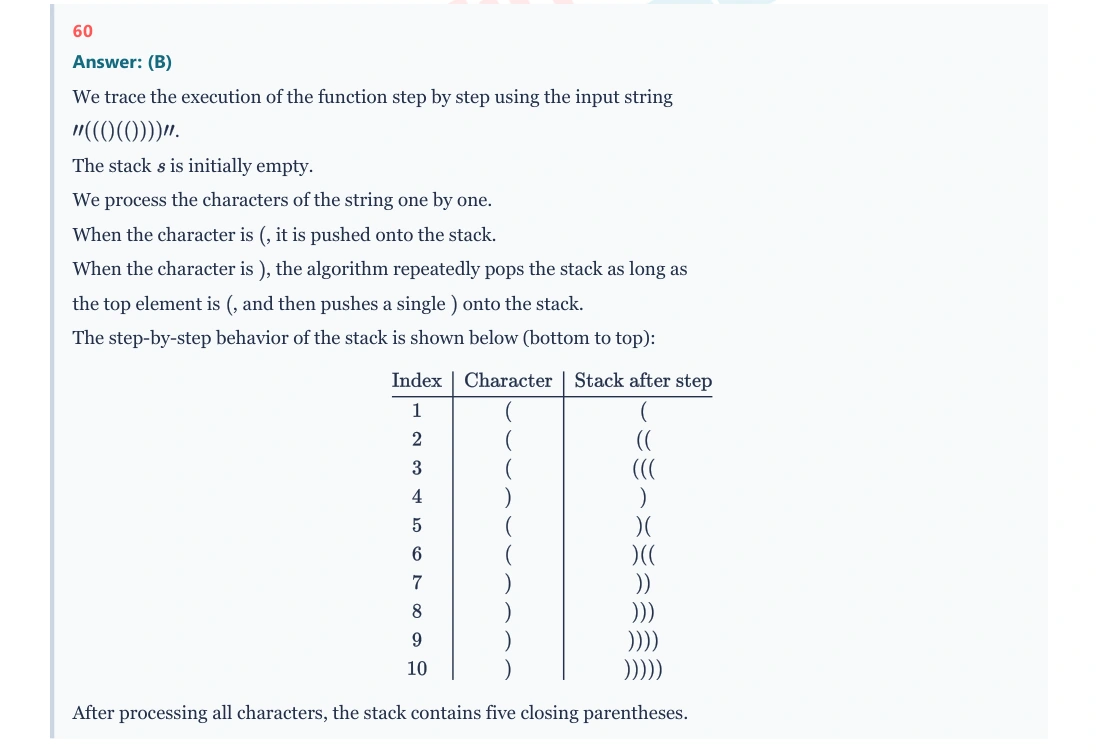 60
Answer: (B)
We trace the execution of the function step by step using the input string
"((()(())))".
The stack s is initially empty.
We process the characters of the string one by one.
When the character is (, it is pushed onto the stack.
When the character is ), the algorithm repeatedly pops the stack as long as
the top element is (, and then pushes a single ) onto the stack.
The step-by-step behavior of the stack is shown below (bottom to top):
Index Character Stack after step
1 ( (
2 ( ((
3 ( (((
4 ) )
5 ( )(
6 ( )((
7 ) ))
8 ) )))
9 ) ))))
10 ) )))))
After processing all characters, the stack contains five closing parentheses.